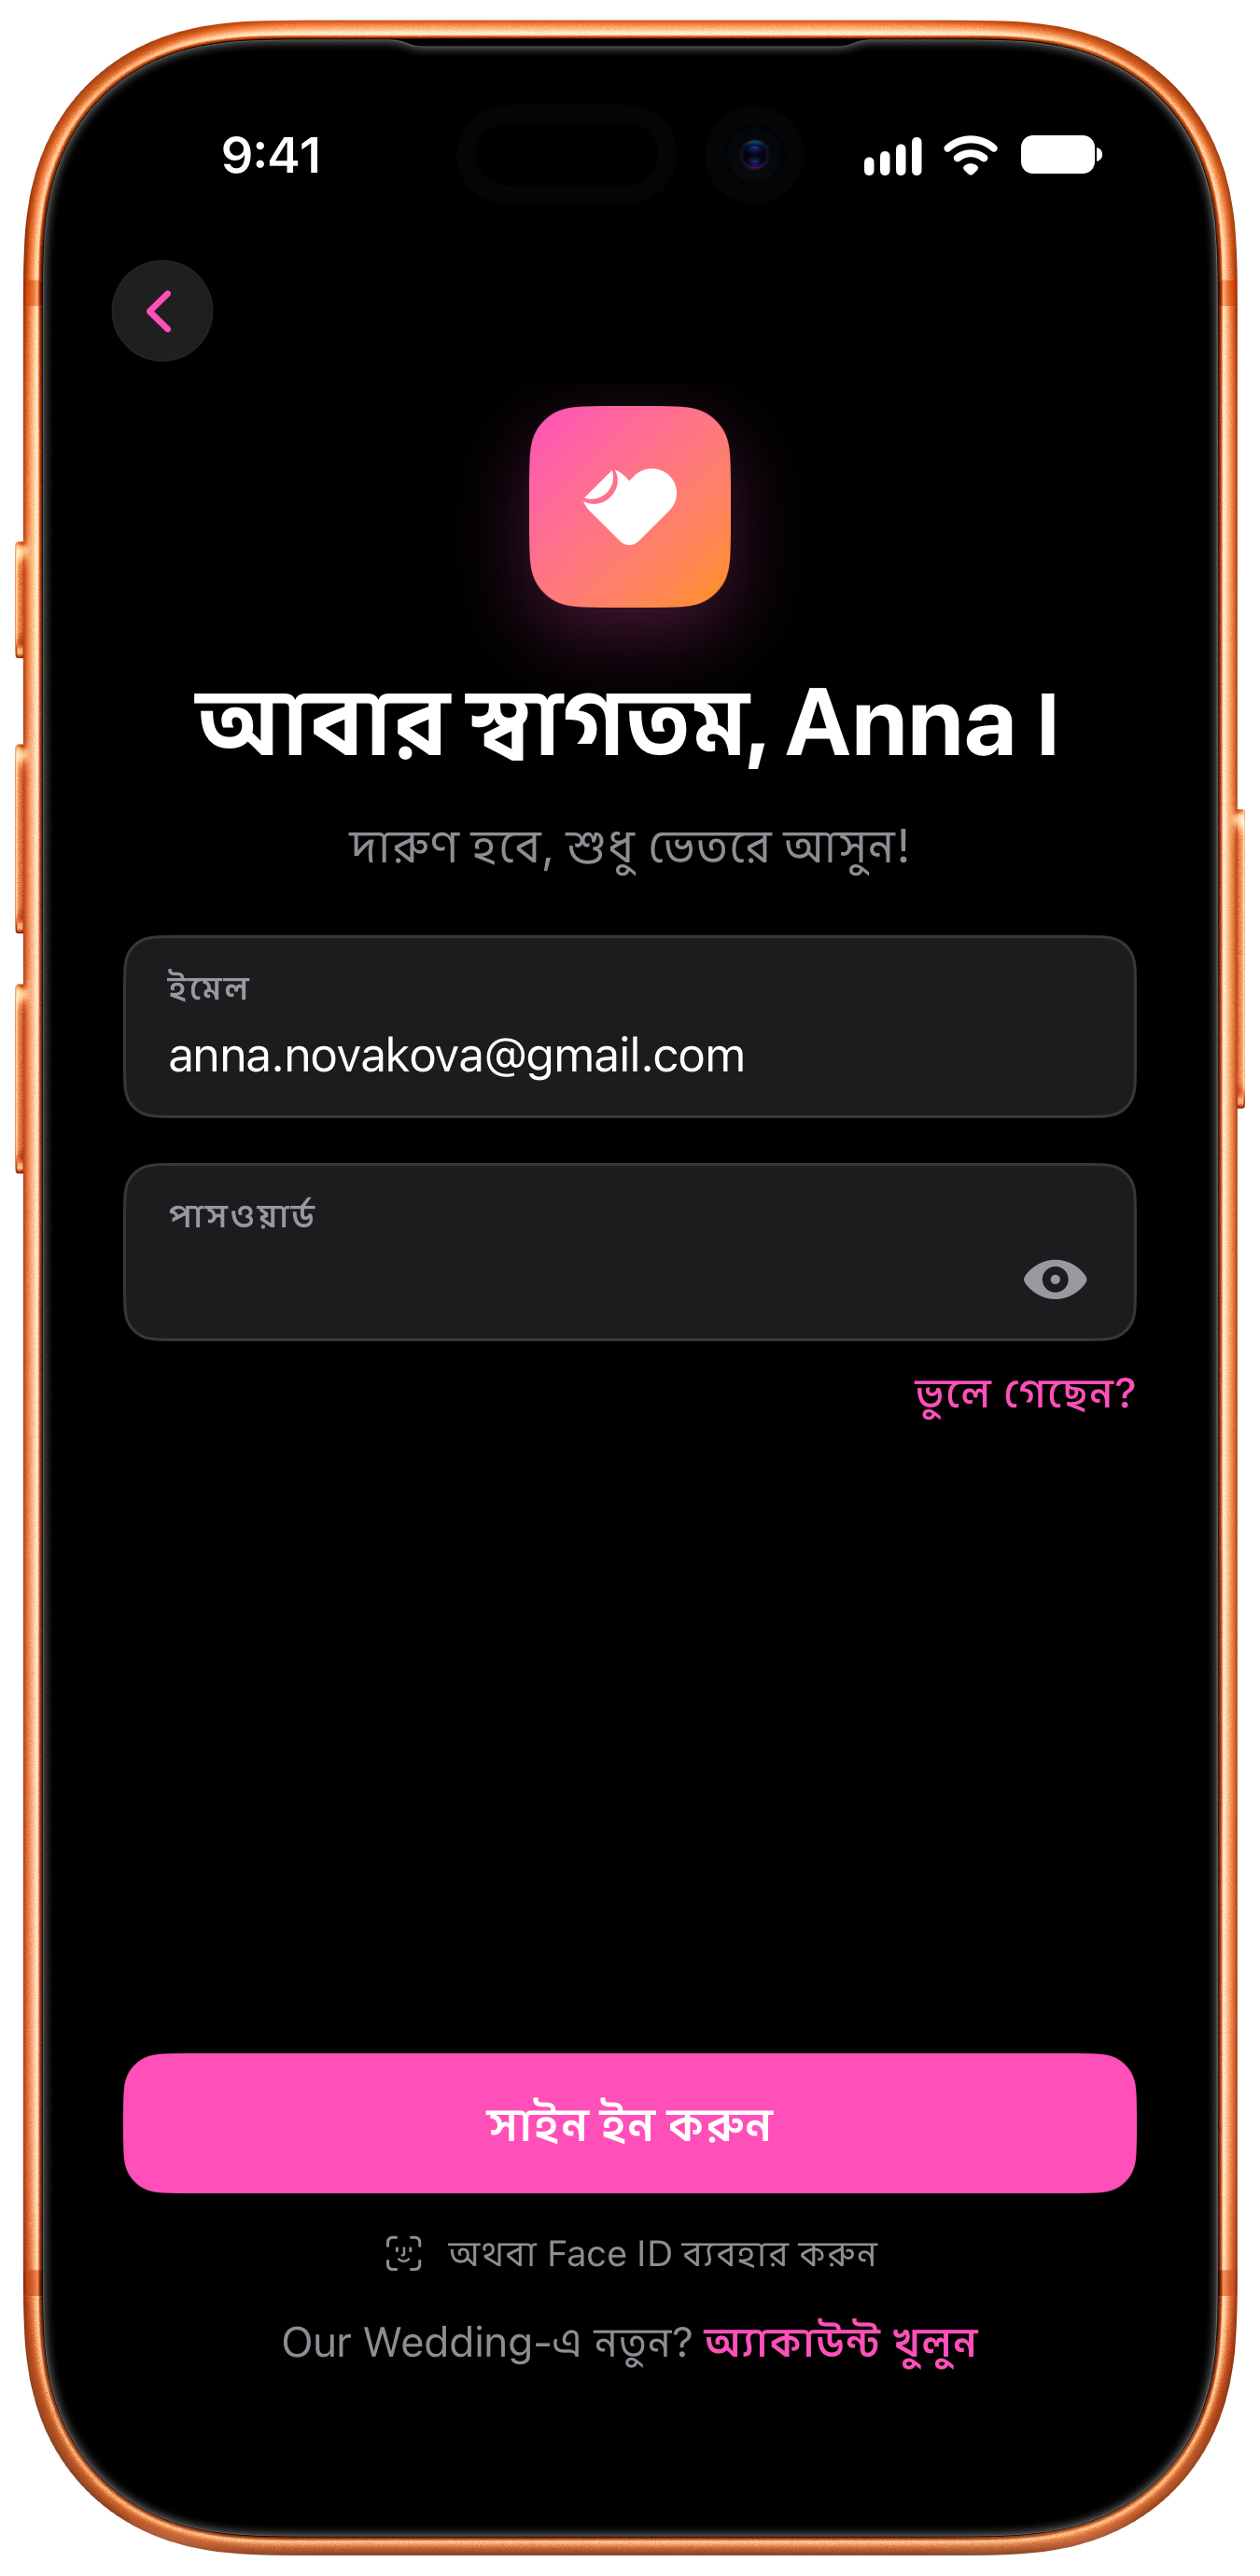 9:41
আবার স্বাগতম, Anna।
দারুণ হবে, শুধু ভেতরে আসুন!
ইমেল
anna.novakova@gmail.com
পাসওয়ার্ড
ভুলে গেছেন?
সাইন ইন করুন
অথবা Face ID ব্যবহার করুন
Our Wedding-এ নতুন? অ্যাকাউন্ট খুলুন